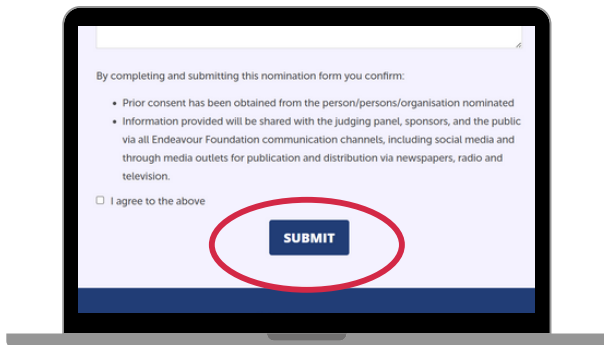 By completing and submitting this nomination form you confirm:
• Prior consent has been obtained from the person/persons/organisation nominated
• Information provided will be shared with the judging panel, sponsors, and the public
via all Endeavour Foundation communication channels, including social media and
through media outlets for publication and distribution via newspapers, radio and
television.
I agree to the above
SUBMIT